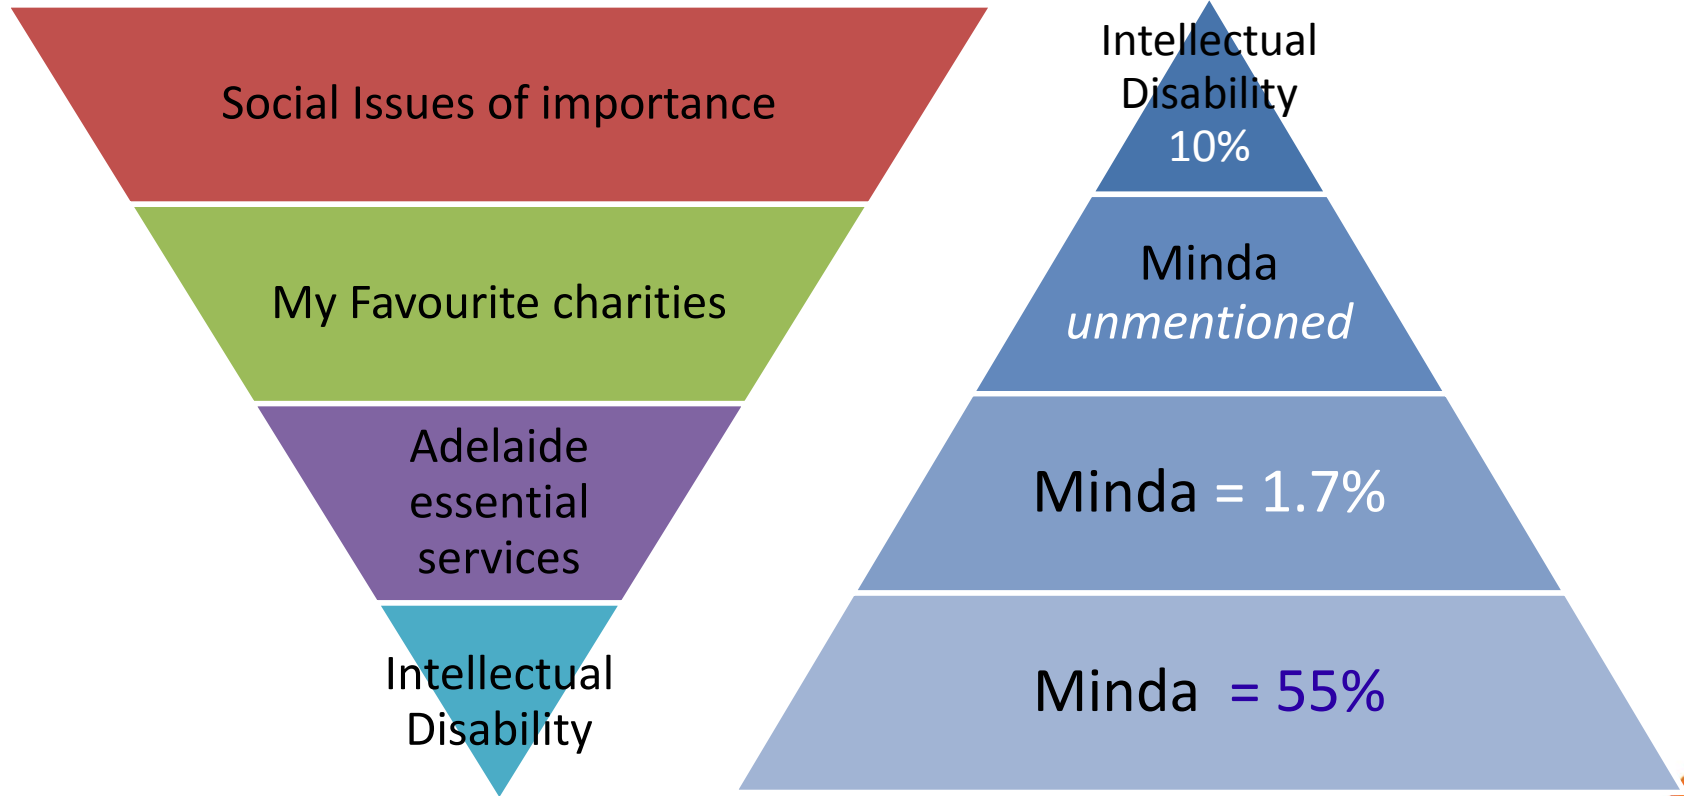 Social Issues of importance
My Favourite charities
Adelaide
essential
services
Intellectual
Disability
Intellectual
Disability
10%
Minda
unmentioned
Minda = 1.7%
Minda = 55%